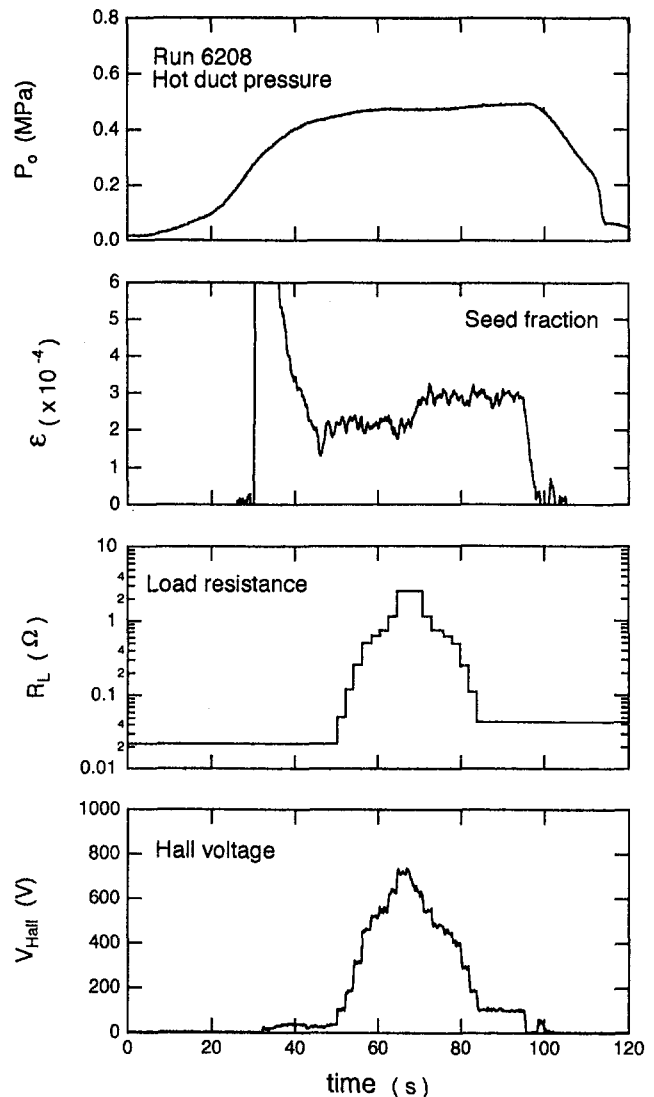 0.8
Run 6208
Hot duct pressure
0.6
0.4
0.2
0.0
P₀ (MPa)
6
Seed fraction
5
4
3
2
1
0
ε (x 10⁻⁴)
10
Load resistance
4
2
1
4
2
0.1
4
2
0.01
R_L (Ω)
1000
Hall voltage
800
600
400
200
0
V_Hall (V)
0 20 40 60 80 100 120
time (s)